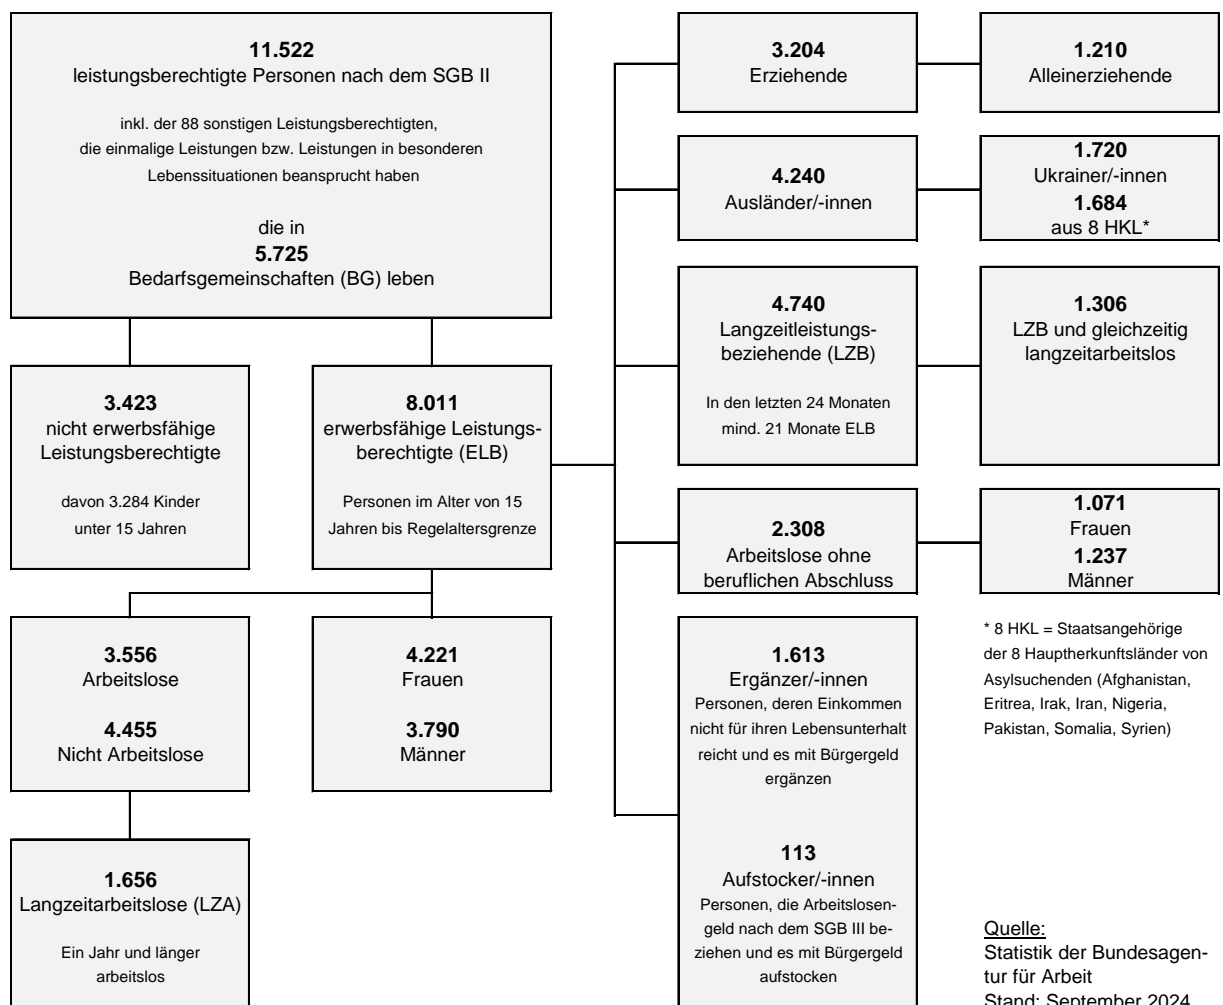 11.522
leistungsberechtigte Personen nach dem SGB II
inkl. der 88 sonstigen Leistungsberechtigten,
die einmalige Leistungen bzw. Leistungen in besonderen
Lebenssituationen beansprucht haben
die in
5.725
Bedarfsgemeinschaften (BG) leben
3.423
nicht erwerbsfähige
Leistungsberechtigte
davon 3.284 Kinder
unter 15 Jahren
8.011
erwerbsfähige Leistungs-
berechtigte (ELB)
Personen im Alter von 15
Jahren bis Regelaltersgrenze
3.556
Arbeitslose
4.455
Nicht Arbeitslose
4.221
Frauen
3.790
Männer
1.656
Langzeitarbeitslose (LZA)
Ein Jahr und länger
arbeitslos
3.204
Erziehende
1.210
Alleinerziehende
4.240
Ausländer/-innen
1.720
Ukrainer/-innen
1.684
aus 8 HKL*
4.740
Langzeitleistungs-
beziehende (LZB)
In den letzten 24 Monaten
mind. 21 Monate ELB
1.306
LZB und gleichzeitig
langzeitarbeitslos
2.308
Arbeitslose ohne
beruflichen Abschluss
1.071
Frauen
1.237
Männer
1.613
Ergänzer/-innen
Personen, deren Einkommen
nicht für ihren Lebensunterhalt
reicht und es mit Bürgergeld
ergänzen
113
Aufstocker/-innen
Personen, die Arbeitslosen-
geld nach dem SGB III be-
ziehen und es mit Bürgergeld
aufstocken
* 8 HKL = Staatsangehörige
der 8 Hauptherkunftsländer von
Asylsuchenden (Afghanistan,
Eritrea, Irak, Iran, Nigeria,
Pakistan, Somalia, Syrien)
Quelle:
Statistik der Bundesagen-
tur für Arbeit
Stand: September 2024